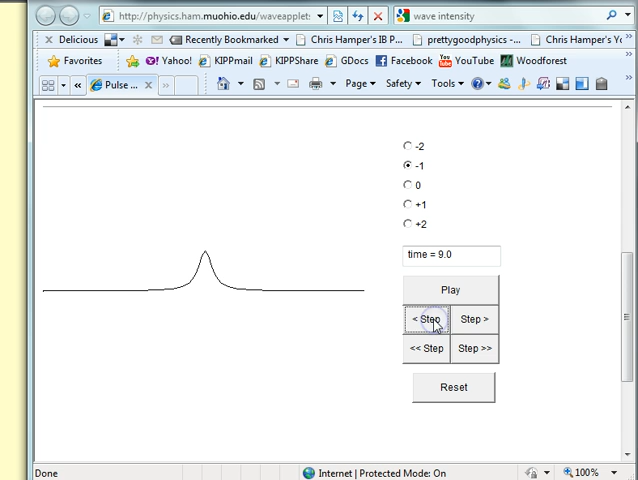 http://physics.ham.muohio.edu/waveapplet: wave intensity
Delicious Recently Bookmarked Chris Hamper's IB P... prettygoodphysics -... Chris Hamper's Yo
Favorites Yahoo! KIPPmail KIPPShare GDocs Facebook YouTube Woodforest
Pulse ... Page Safety Tools
-2
-1
0
+1
+2
time = 9.0
Play
< Step Step >
<< Step Step >>
Reset
Done Internet | Protected Mode: On 100%